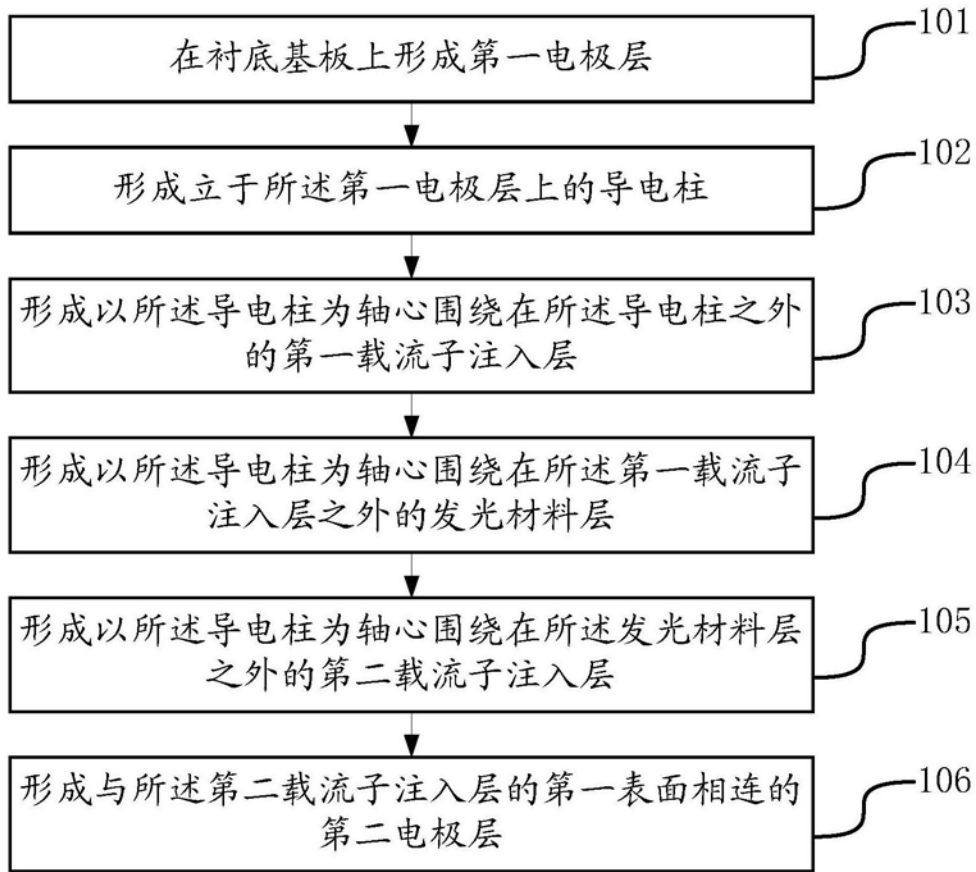 在衬底基板上形成第一电极层
101
形成立于所述第一电极层上的导电柱
102
形成以所述导电柱为轴心围绕在所述导电柱之外
的第一载流子注入层
103
形成以所述导电柱为轴心围绕在所述第一载流子
注入层之外的发光材料层
104
形成以所述导电柱为轴心围绕在所述发光材料层
之外的第二载流子注入层
105
形成与所述第二载流子注入层的第一表面相连的
第二电极层
106